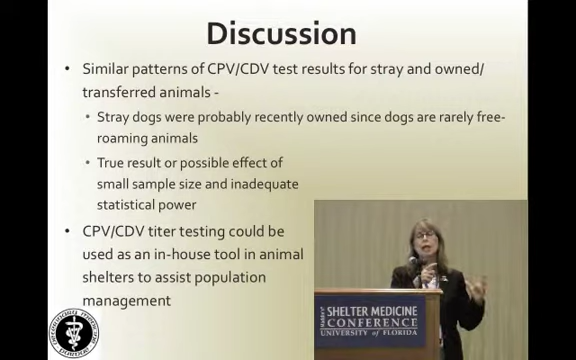 Discussion
• Similar patterns of CPV/CDV test results for stray and owned/
transferred animals -
• Stray dogs were probably recently owned since dogs are rarely free-
roaming animals
• True result or possible effect of
small sample size and inadequate
statistical power
• CPV/CDV titer testing could be
used as an in-house tool in animal
shelters to assist population
management
SHELTER MEDICINE
CONFERENCE
UNIVERSITY of FLORIDA